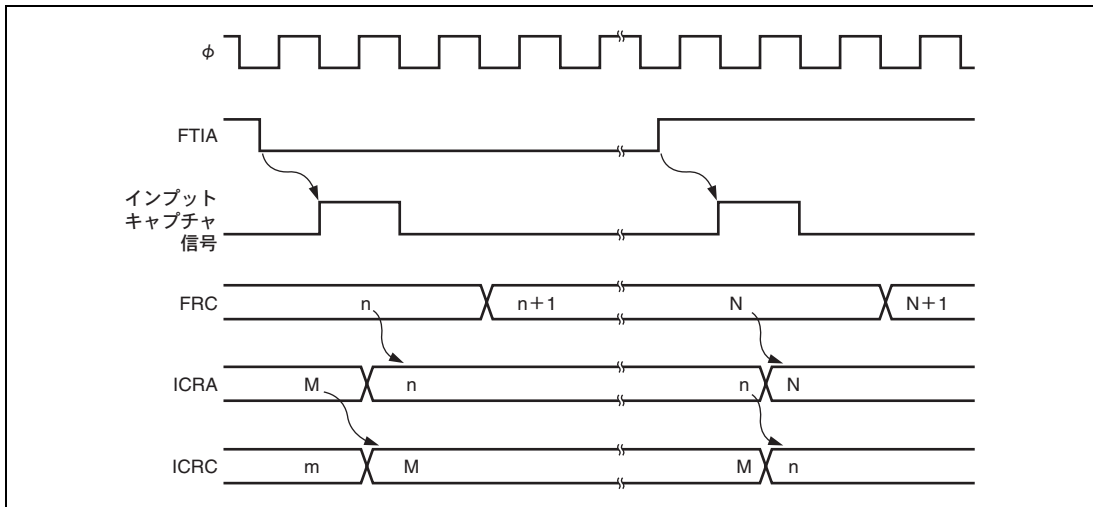 φ
FTIA
インプット
キャプチャ
信号
FRC n n+1 N N+1
ICRA M n n N
ICRC m M M n